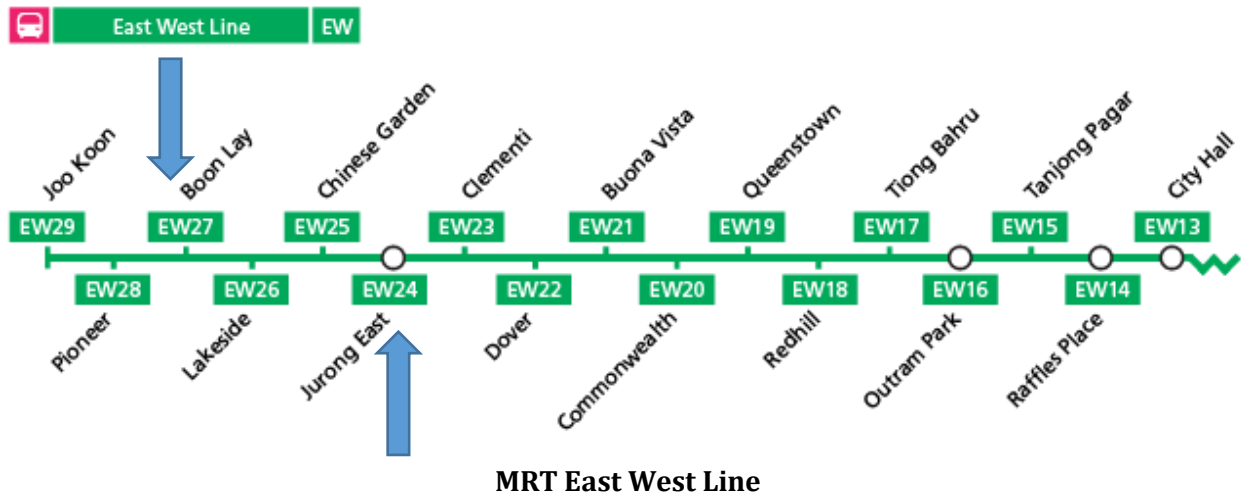 East West Line EW
Joo Koon
Boon Lay
Chinese Garden
Clementi
Buona Vista
Queenstown
Tiong Bahru
Tanjong Pagar
City Hall
EW29 EW27 EW25 EW23 EW21 EW19 EW17 EW15 EW13
EW28 EW26 EW24 EW22 EW20 EW18 EW16 EW14
Pioneer
Lakeside
Jurong East
Dover
Commonwealth
Redhill
Outram Park
Raffles Place
MRT East West Line